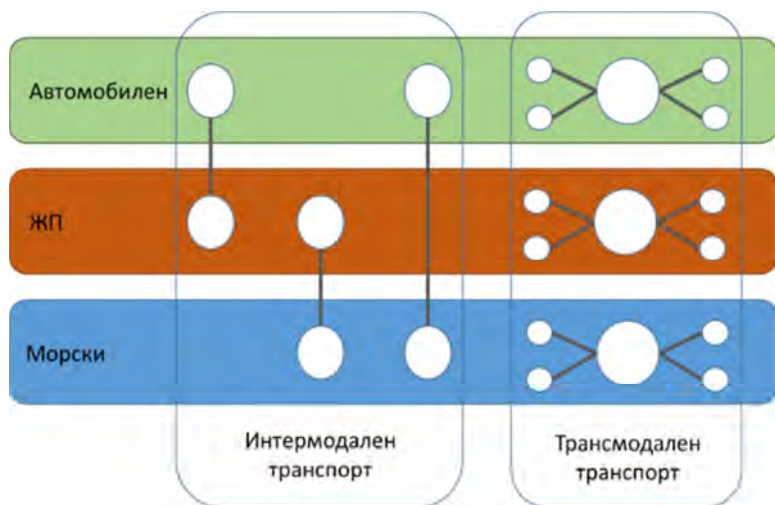 Автомобилен
ЖП
Морски
Интермодален
транспорт
Трансмодален
транспорт